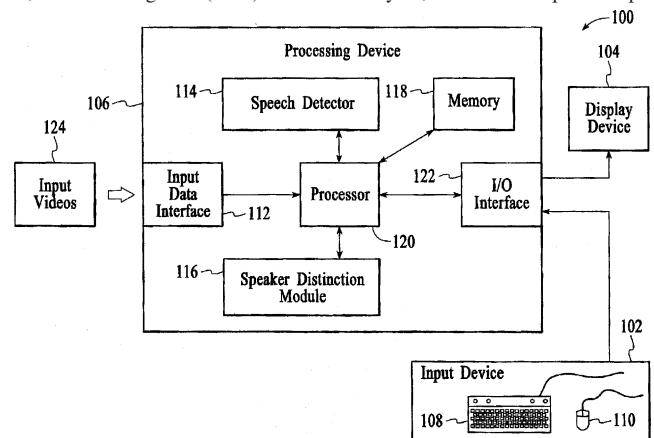 100
Processing Device
104
114
Speech Detector
118
Memory
Display
Device
106
124
Input
Videos
Input
Data
Interface
112
Processor
120
122
I/O
Interface
116
Speaker Distinction
Module
102
Input Device
108
110